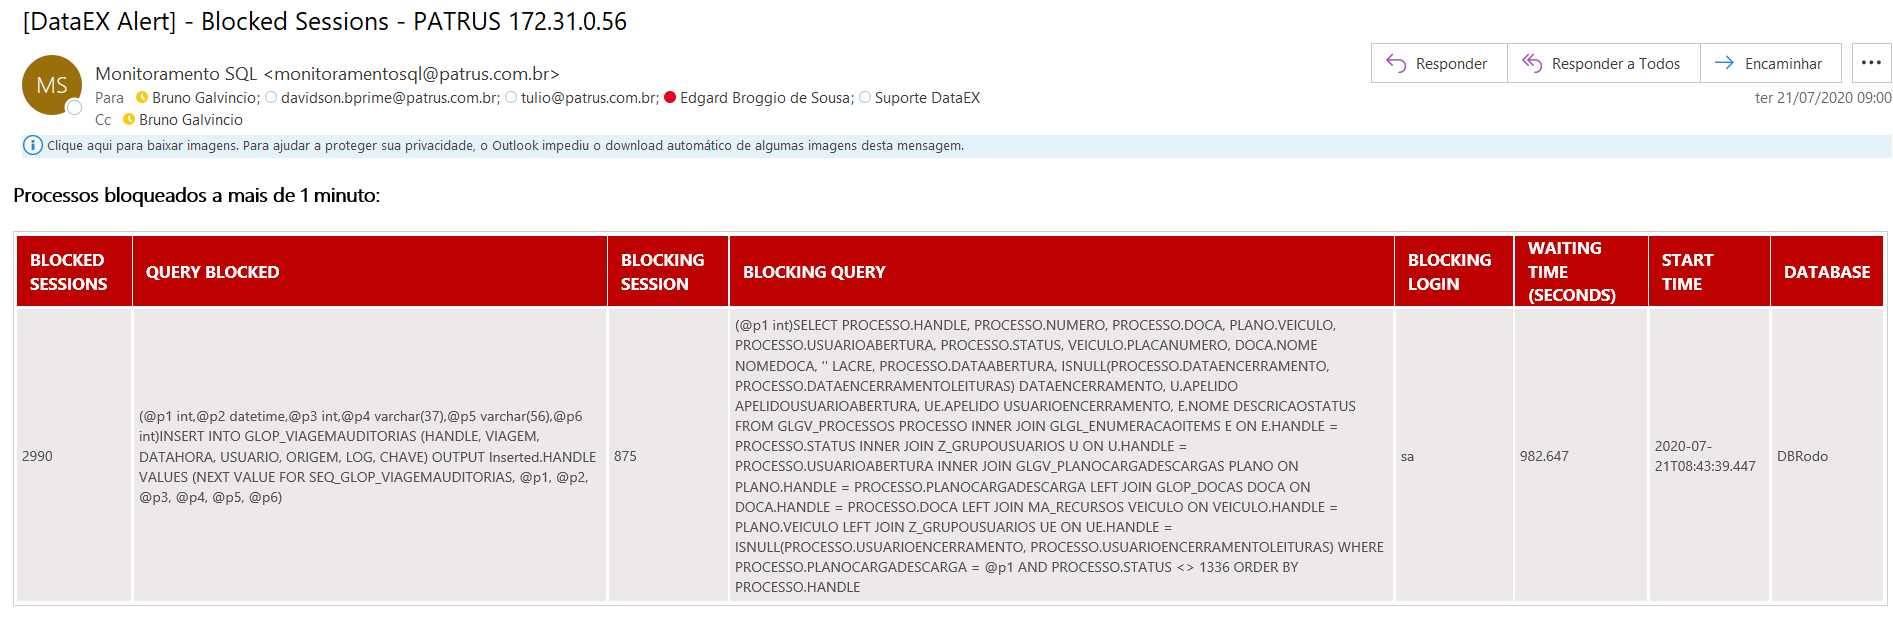 [DataEX Alert] - Blocked Sessions - PATRUS 172.31.0.56
MS
Monitoramento SQL <monitoramentosql@patrus.com.br>
Para Bruno Galvincio; davidson.bprime@patrus.com.br; tulio@patrus.com.br; Edgard Broggio de Sousa; Suporte DataEX
Cc Bruno Galvincio
Responder
Responder a Todos
Encaminhar
ter 21/07/2020 09:00
Clique aqui para baixar imagens. Para ajudar a proteger sua privacidade, o Outlook impediu o download automático de algumas imagens desta mensagem.
Processos bloqueados a mais de 1 minuto:
BLOCKED
SESSIONS
QUERY BLOCKED
BLOCKING
SESSION
BLOCKING QUERY
BLOCKING
LOGIN
WAITING
TIME
(SECONDS)
START
TIME
DATABASE
2990
(@p1 int,@p2 datetime,@p3 int,@p4 varchar(37),@p5 varchar(56),@p6
int)INSERT INTO GLOP_VIAGEMAUDITORIAS (HANDLE, VIAGEM,
DATAHORA, USUARIO, ORIGEM, LOG, CHAVE) OUTPUT Inserted.HANDLE
VALUES (NEXT VALUE FOR SEQ_GLOP_VIAGEMAUDITORIAS, @p1, @p2,
@p3, @p4, @p5, @p6)
875
(@p1 int)SELECT PROCESSO.HANDLE, PROCESSO.NUMERO, PROCESSO.DOCA, PLANO.VEICULO,
PROCESSO.USUARIOABERTURA, PROCESSO.STATUS, VEICULO.PLACANUMERO, DOCA.NOME
NOMEDOCA, '' LACRE, PROCESSO.DATAABERTURA, ISNULL(PROCESSO.DATAENCERRAMENTO,
PROCESSO.DATAENCERRAMENTOLEITURAS) DATAENCERRAMENTO, U.APELIDO
APELIDOUSUARIOABERTURA, UE.APELIDO USUARIOENCERRAMENTO, E.NOME DESCRICAOSTATUS
FROM GLGV_PROCESSOS PROCESSO INNER JOIN GLGL_ENUMERACAOITEMS E ON E.HANDLE =
PROCESSO.STATUS INNER JOIN Z_GRUPOUSUARIOS U ON U.HANDLE =
PROCESSO.USUARIOABERTURA INNER JOIN GLGV_PLANOCARGADESCARGAS PLANO ON
PLANO.HANDLE = PROCESSO.PLANOCARGADESCARGA LEFT JOIN GLOP_DOCAS DOCA ON
DOCA.HANDLE = PROCESSO.DOCA LEFT JOIN MA_RECURSOS VEICULO ON VEICULO.HANDLE =
PLANO.VEICULO LEFT JOIN Z_GRUPOUSUARIOS UE ON UE.HANDLE =
ISNULL(PROCESSO.USUARIOENCERRAMENTO, PROCESSO.USUARIOENCERRAMENTOLEITURAS) WHERE
PROCESSO.PLANOCARGADESCARGA = @p1 AND PROCESSO.STATUS <> 1336 ORDER BY
PROCESSO.HANDLE
sa
982.647
2020-07-
21T08:43:39.447
DBRodo